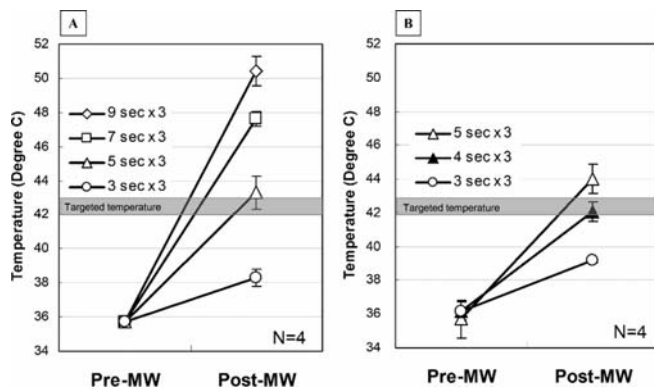 A
Temperature (Degree C)
52
50
48
46
44
42
40
38
36
34
9 sec x 3
7 sec x 3
5 sec x 3
3 sec x 3
Targeted temperature
N=4
Pre-MW Post-MW
B
Temperature (Degree C)
52
50
48
46
44
42
40
38
36
34
5 sec x 3
4 sec x 3
3 sec x 3
Targeted temperature
N=4
Pre-MW Post-MW